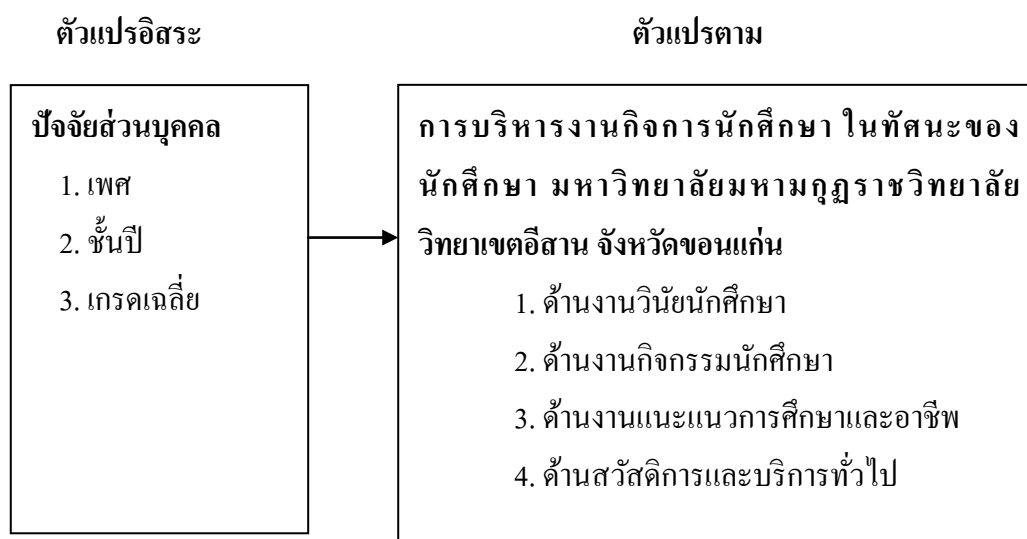 ตัวแปรอิสระ
ตัวแปรตาม
ปัจจัยส่วนบุคคล
1. เพศ
2. ชั้นปี
3. เกรดเฉลี่ย
การบริหารงานกิจการนักศึกษา ในทัศนะของ
นักศึกษา มหาวิทยาลัยมหามกุฏราชวิทยาลัย
วิทยาเขตอีสาน จังหวัดขอนแก่น
1. ด้านงานวินัยนักศึกษา
2. ด้านงานกิจกรรมนักศึกษา
3. ด้านงานแนะแนวการศึกษาและอาชีพ
4. ด้านสวัสดิการและบริการทั่วไป